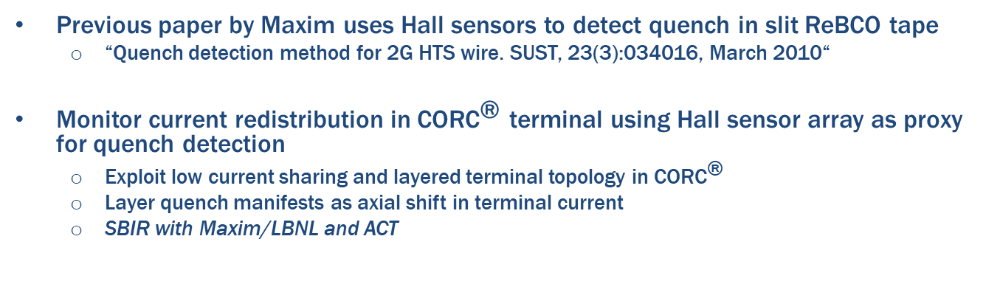 • Previous paper by Maxim uses Hall sensors to detect quench in slit ReBCO tape
o “Quench detection method for 2G HTS wire. SUST, 23(3):034016, March 2010“
• Monitor current redistribution in CORC® terminal using Hall sensor array as proxy
for quench detection
o Exploit low current sharing and layered terminal topology in CORC®
o Layer quench manifests as axial shift in terminal current
o SBIR with Maxim/LBNL and ACT